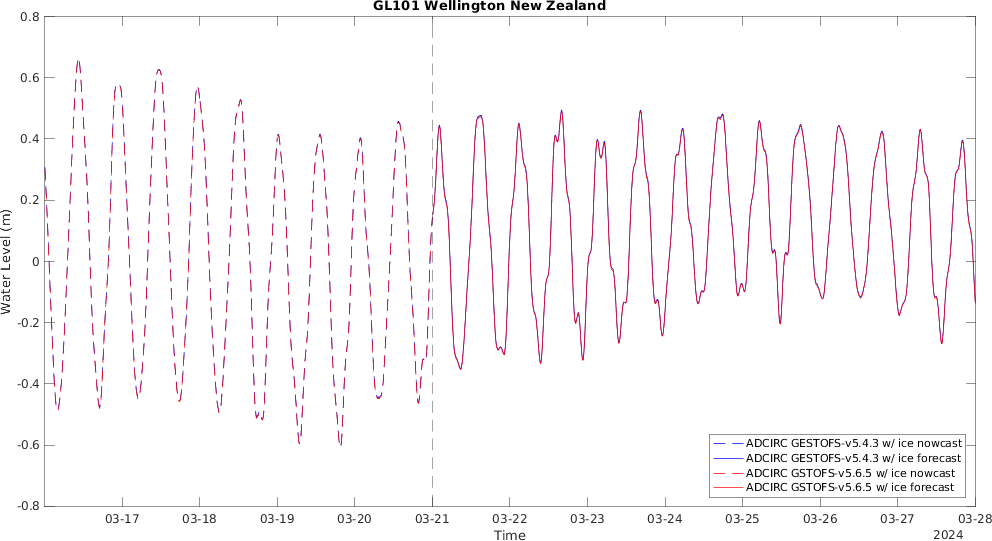 GL101 Wellington New Zealand
0.8
0.6
0.4
0.2
0
-0.2
-0.4
-0.6
-0.8
Water Level (m)
ADCIRC GESTOFS-v5.4.3 w/ ice nowcast
ADCIRC GESTOFS-v5.4.3 w/ ice forecast
ADCIRC GSTOFS-v5.6.5 w/ ice nowcast
ADCIRC GSTOFS-v5.6.5 w/ ice forecast
03-17 03-18 03-19 03-20 03-21 03-22 03-23 03-24 03-25 03-26 03-27 03-28
Time
2024